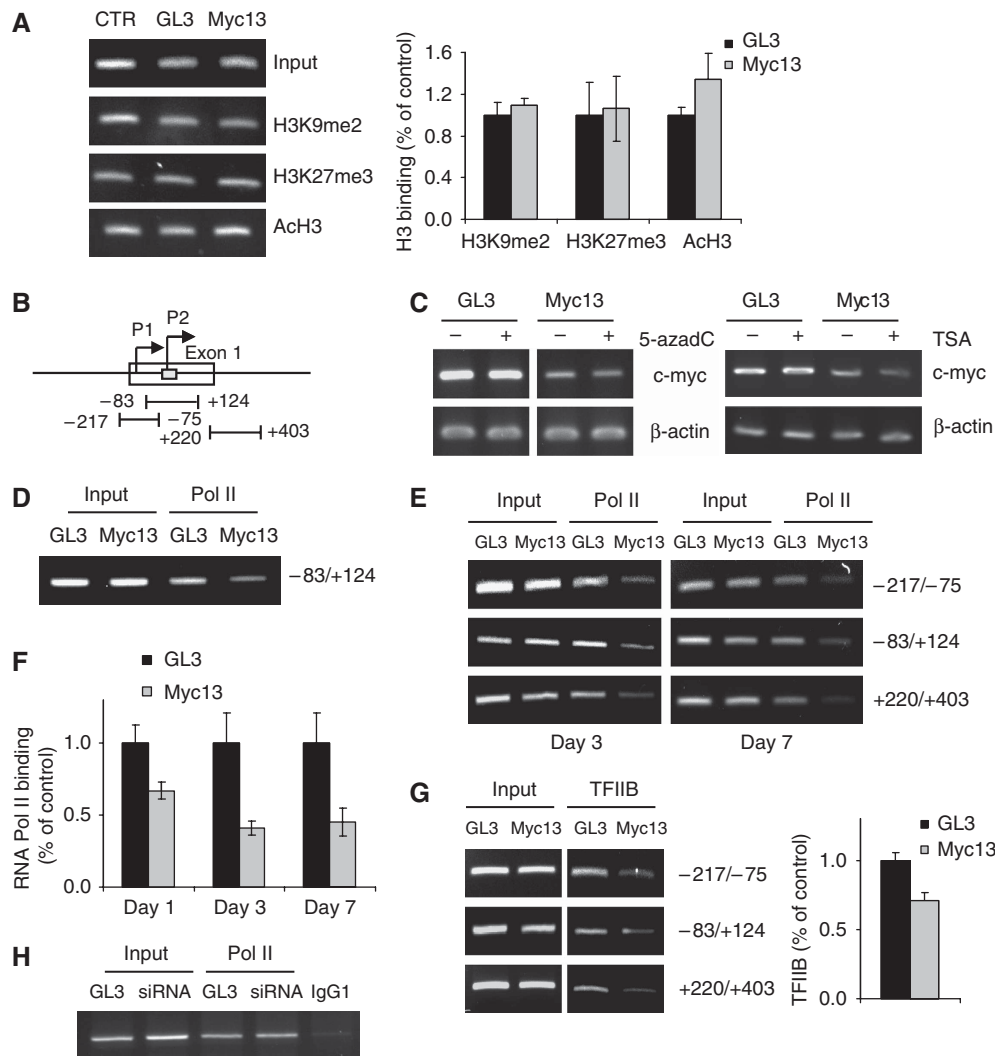 A
CTR GL3 Myc13
Input
H3K9me2
H3K27me3
AcH3
H3 binding (% of control)
1.6
1.2
0.8
0.4
0.0
GL3
Myc13
H3K9me2 H3K27me3 AcH3
B
P1 P2
Exon 1
−83 +124
−217 −75
+220 +403
C
GL3 Myc13
− + − + 5-azadC
c-myc
β-actin
GL3 Myc13
− + − + TSA
c-myc
β-actin
D
Input Pol II
GL3 Myc13 GL3 Myc13
−83/+124
E
Input Pol II Input Pol II
GL3 Myc13 GL3 Myc13 GL3 Myc13 GL3 Myc13
−217/−75
−83/+124
+220/+403
Day 3 Day 7
F
GL3
Myc13
RNA Pol II binding
(% of control)
1.0
0.5
0.0
Day 1 Day 3 Day 7
G
Input TFIIB
GL3 Myc13 GL3 Myc13
−217/−75
−83/+124
+220/+403
TFIIB (% of control)
GL3
Myc13
1.0
0.5
0.0
H
Input Pol II
GL3 siRNA GL3 siRNA IgG1